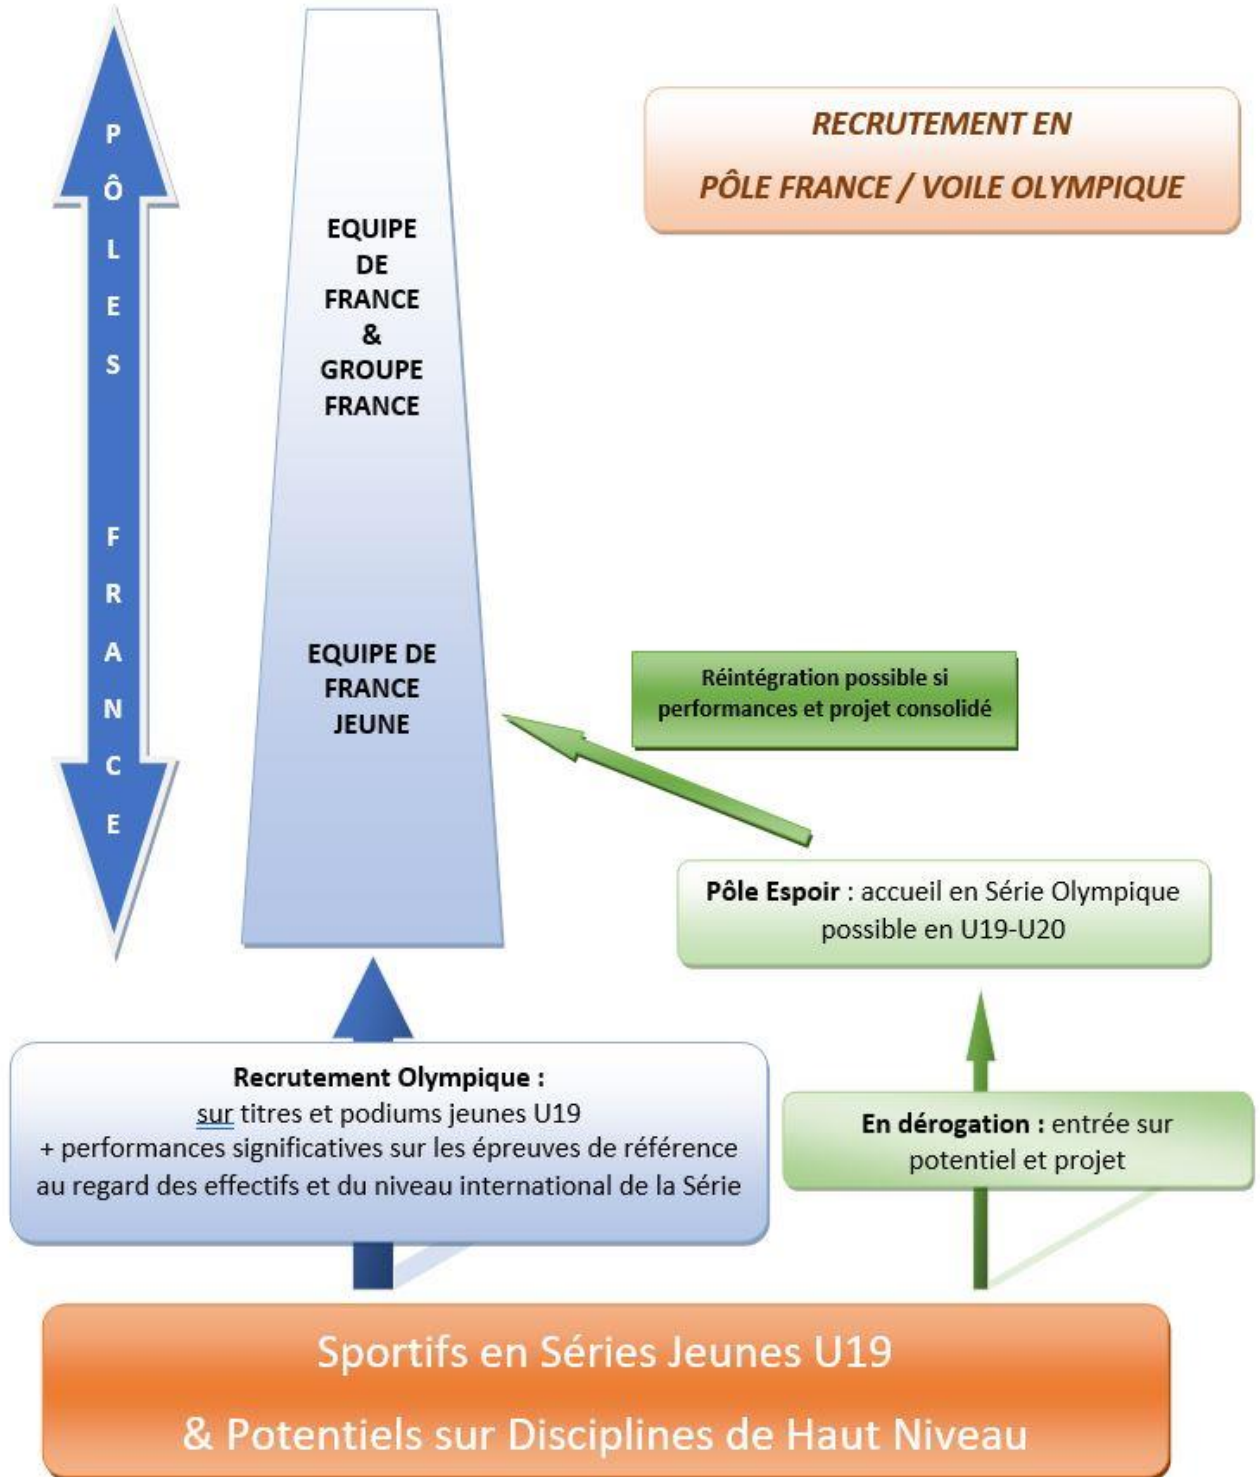 RECRUTEMENT EN
PÔLE FRANCE / VOILE OLYMPIQUE
PÔLES FRANCE
EQUIPE
DE
FRANCE
&
GROUPE
FRANCE
EQUIPE DE
FRANCE
JEUNE
Réintégration possible si
performances et projet consolidé
Pôle Espoir : accueil en Série Olympique
possible en U19-U20
Recrutement Olympique :
sur titres et podiums jeunes U19
+ performances significatives sur les épreuves de référence
au regard des effectifs et du niveau international de la Série
En dérogation : entrée sur
potentiel et projet
Sportifs en Séries Jeunes U19
& Potentiels sur Disciplines de Haut Niveau